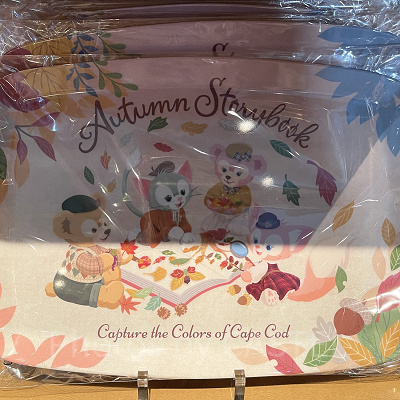 Autumn Storybook
Capture the Colors of Cape Cod